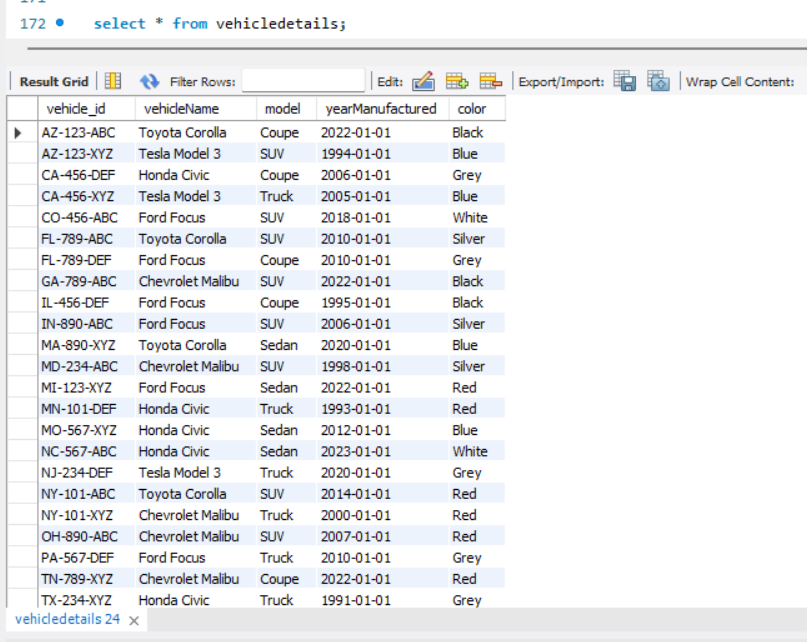 172 select * from vehicledetails;
Result Grid Filter Rows: Edit: Export/Import: Wrap Cell Content:
vehicle_id vehicleName model yearManufactured color
AZ-123-ABC Toyota Corolla Coupe 2022-01-01 Black
AZ-123-XYZ Tesla Model 3 SUV 1994-01-01 Blue
CA-456-DEF Honda Civic Coupe 2006-01-01 Grey
CA-456-XYZ Tesla Model 3 Truck 2005-01-01 Blue
CO-456-ABC Ford Focus SUV 2018-01-01 White
FL-789-ABC Toyota Corolla SUV 2010-01-01 Silver
FL-789-DEF Ford Focus Coupe 2010-01-01 Grey
GA-789-ABC Chevrolet Malibu SUV 2022-01-01 Black
IL-456-DEF Ford Focus Coupe 1995-01-01 Black
IN-890-ABC Ford Focus SUV 2006-01-01 Silver
MA-890-XYZ Toyota Corolla Sedan 2020-01-01 Blue
MD-234-ABC Chevrolet Malibu SUV 1998-01-01 Silver
MI-123-XYZ Ford Focus Sedan 2022-01-01 Red
MN-101-DEF Honda Civic Truck 1993-01-01 Red
MO-567-XYZ Honda Civic Sedan 2012-01-01 Blue
NC-567-ABC Honda Civic Sedan 2023-01-01 White
NJ-234-DEF Tesla Model 3 Truck 2020-01-01 Grey
NY-101-ABC Toyota Corolla SUV 2014-01-01 Red
NY-101-XYZ Chevrolet Malibu Truck 2000-01-01 Red
OH-890-ABC Chevrolet Malibu SUV 2007-01-01 Red
PA-567-DEF Ford Focus Truck 2010-01-01 Grey
TN-789-XYZ Chevrolet Malibu Coupe 2022-01-01 Red
TX-234-XYZ Honda Civic Truck 1991-01-01 Grey
vehicledetails 24